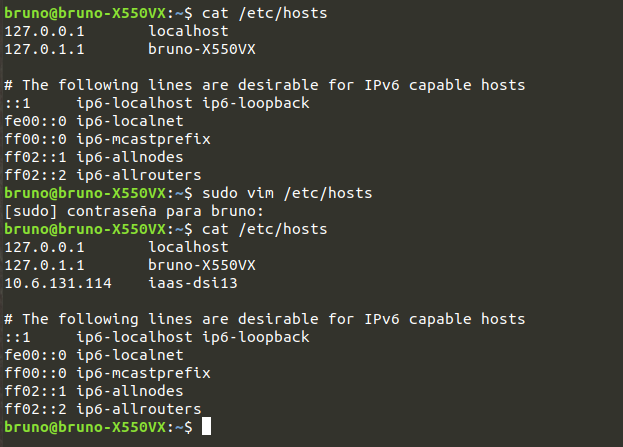 bruno@bruno-X550VX:~$ cat /etc/hosts
127.0.0.1       localhost
127.0.1.1       bruno-X550VX

# The following lines are desirable for IPv6 capable hosts
::1     ip6-localhost ip6-loopback
fe00::0 ip6-localnet
ff00::0 ip6-mcastprefix
ff02::1 ip6-allnodes
ff02::2 ip6-allrouters
bruno@bruno-X550VX:~$ sudo vim /etc/hosts
[sudo] contraseña para bruno:
bruno@bruno-X550VX:~$ cat /etc/hosts
127.0.0.1       localhost
127.0.1.1       bruno-X550VX
10.6.131.114    iaas-dsi13

# The following lines are desirable for IPv6 capable hosts
::1     ip6-localhost ip6-loopback
fe00::0 ip6-localnet
ff00::0 ip6-mcastprefix
ff02::1 ip6-allnodes
ff02::2 ip6-allrouters
bruno@bruno-X550VX:~$